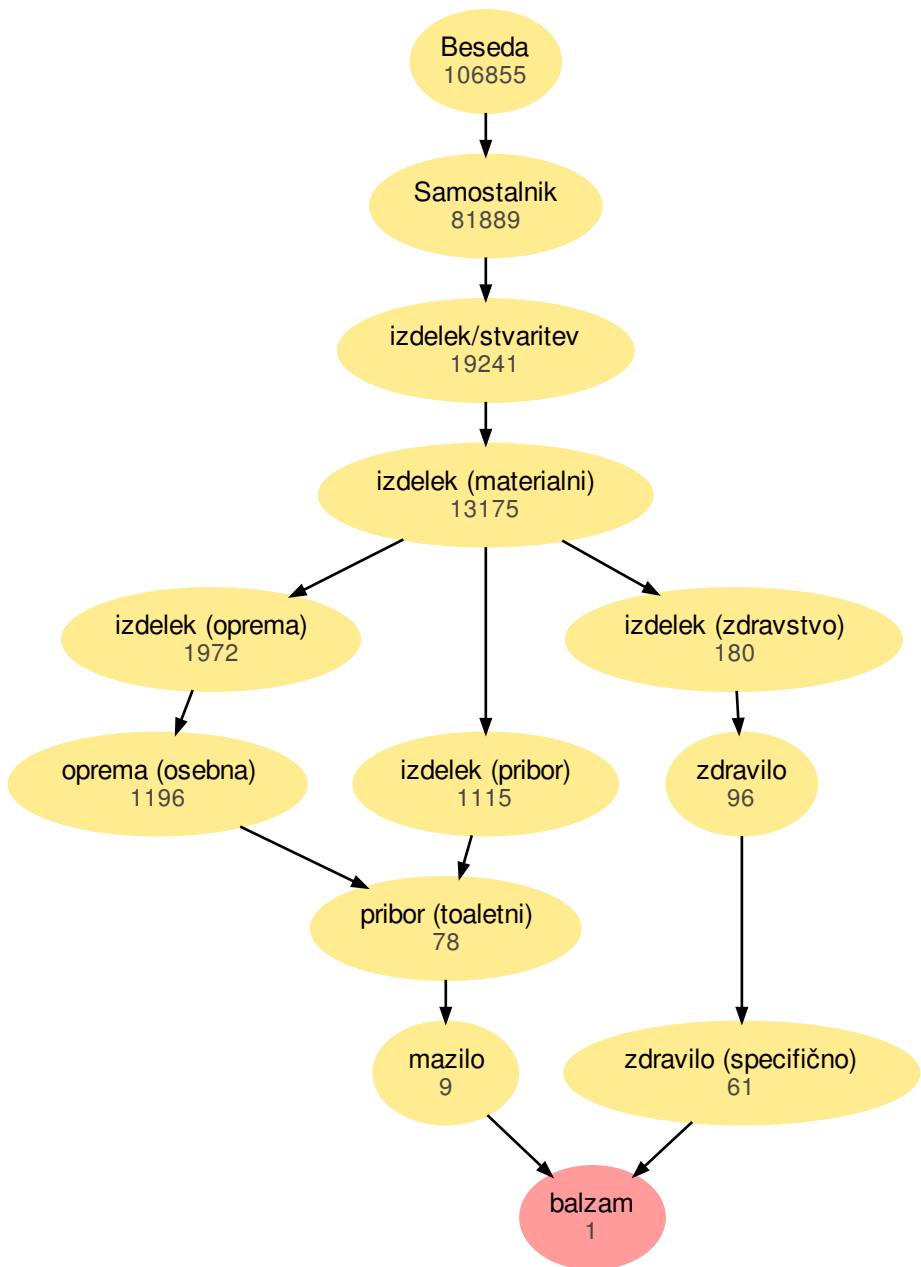 Beseda
106855
Samostalnik
81889
izdelek/stvaritev
19241
izdelek (materialni)
13175
izdelek (oprema)
1972
izdelek (zdravstvo)
180
oprema (osebna)
1196
izdelek (pribor)
1115
zdravilo
96
pribor (toaletni)
78
mazilo
9
zdravilo (specifično)
61
balzam
1